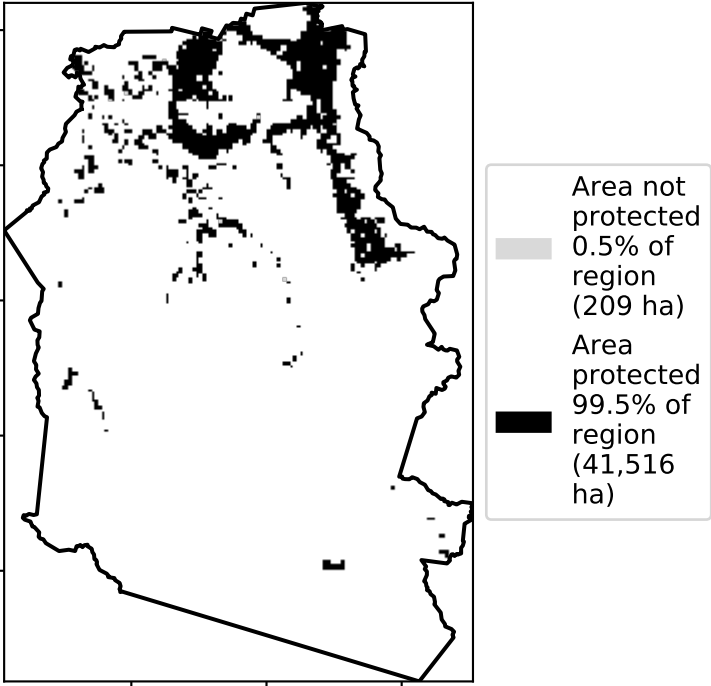 Area not
protected
0.5% of
region
(209 ha)
Area
protected
99.5% of
region
(41,516
ha)